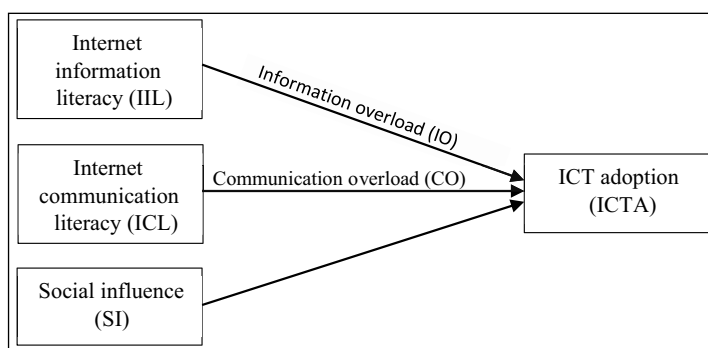 Internet
information
literacy (IIL)
Information overload (IO)
Internet
communication
literacy (ICL)
Communication overload (CO)
ICT adoption
(ICTA)
Social influence
(SI)